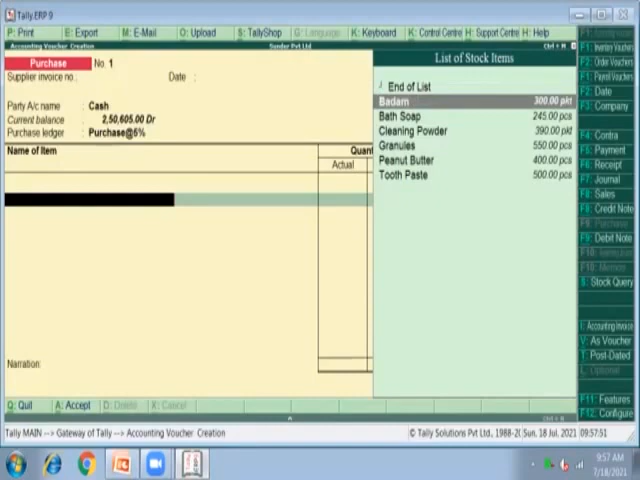 Tally.ERP 9
P: Print E: Export M: E-Mail O: Upload S: TallyShop G: Language K: Keyboard K: Control Centre H: Support Centre H: Help
Accounting Voucher Creation Sunder Pvt Ltd Ctrl + M
Purchase No. 1
Supplier invoice no.: Date :
Party A/c name : Cash
Current balance : 2,50,605.00 Dr
Purchase ledger : Purchase@6%
Name of Item Quant
Actual
List of Stock Items
End of List
Badam 300.00 pkt
Bath Soap 245.00 pcs
Cleaning Powder 390.00 pkt
Granules 550.00 pcs
Peanut Butter 400.00 pcs
Tooth Paste 500.00 pcs
Narration:
F1: Inventory Vouchers
F2: Order Vouchers
F1: Payroll Vouchers
F2: Date
F3: Company
F4: Contra
F5: Payment
F6: Receipt
F7: Journal
F8: Sales
F8: Credit Note
F9: Purchase
F9: Debit Note
S: Stock Query
I: Accounting Invoice
V: As Voucher
T: Post-Dated
L: Optional
F11: Features
F12: Configure
Q: Quit A: Accept D: Delete X: Cancel
Ctrl + N
Tally MAIN --> Gateway of Tally --> Accounting Voucher Creation © Tally Solutions Pvt Ltd., 1988-20 Sun, 18 Jul, 2021 09:57:51
9:57 AM
7/18/2021